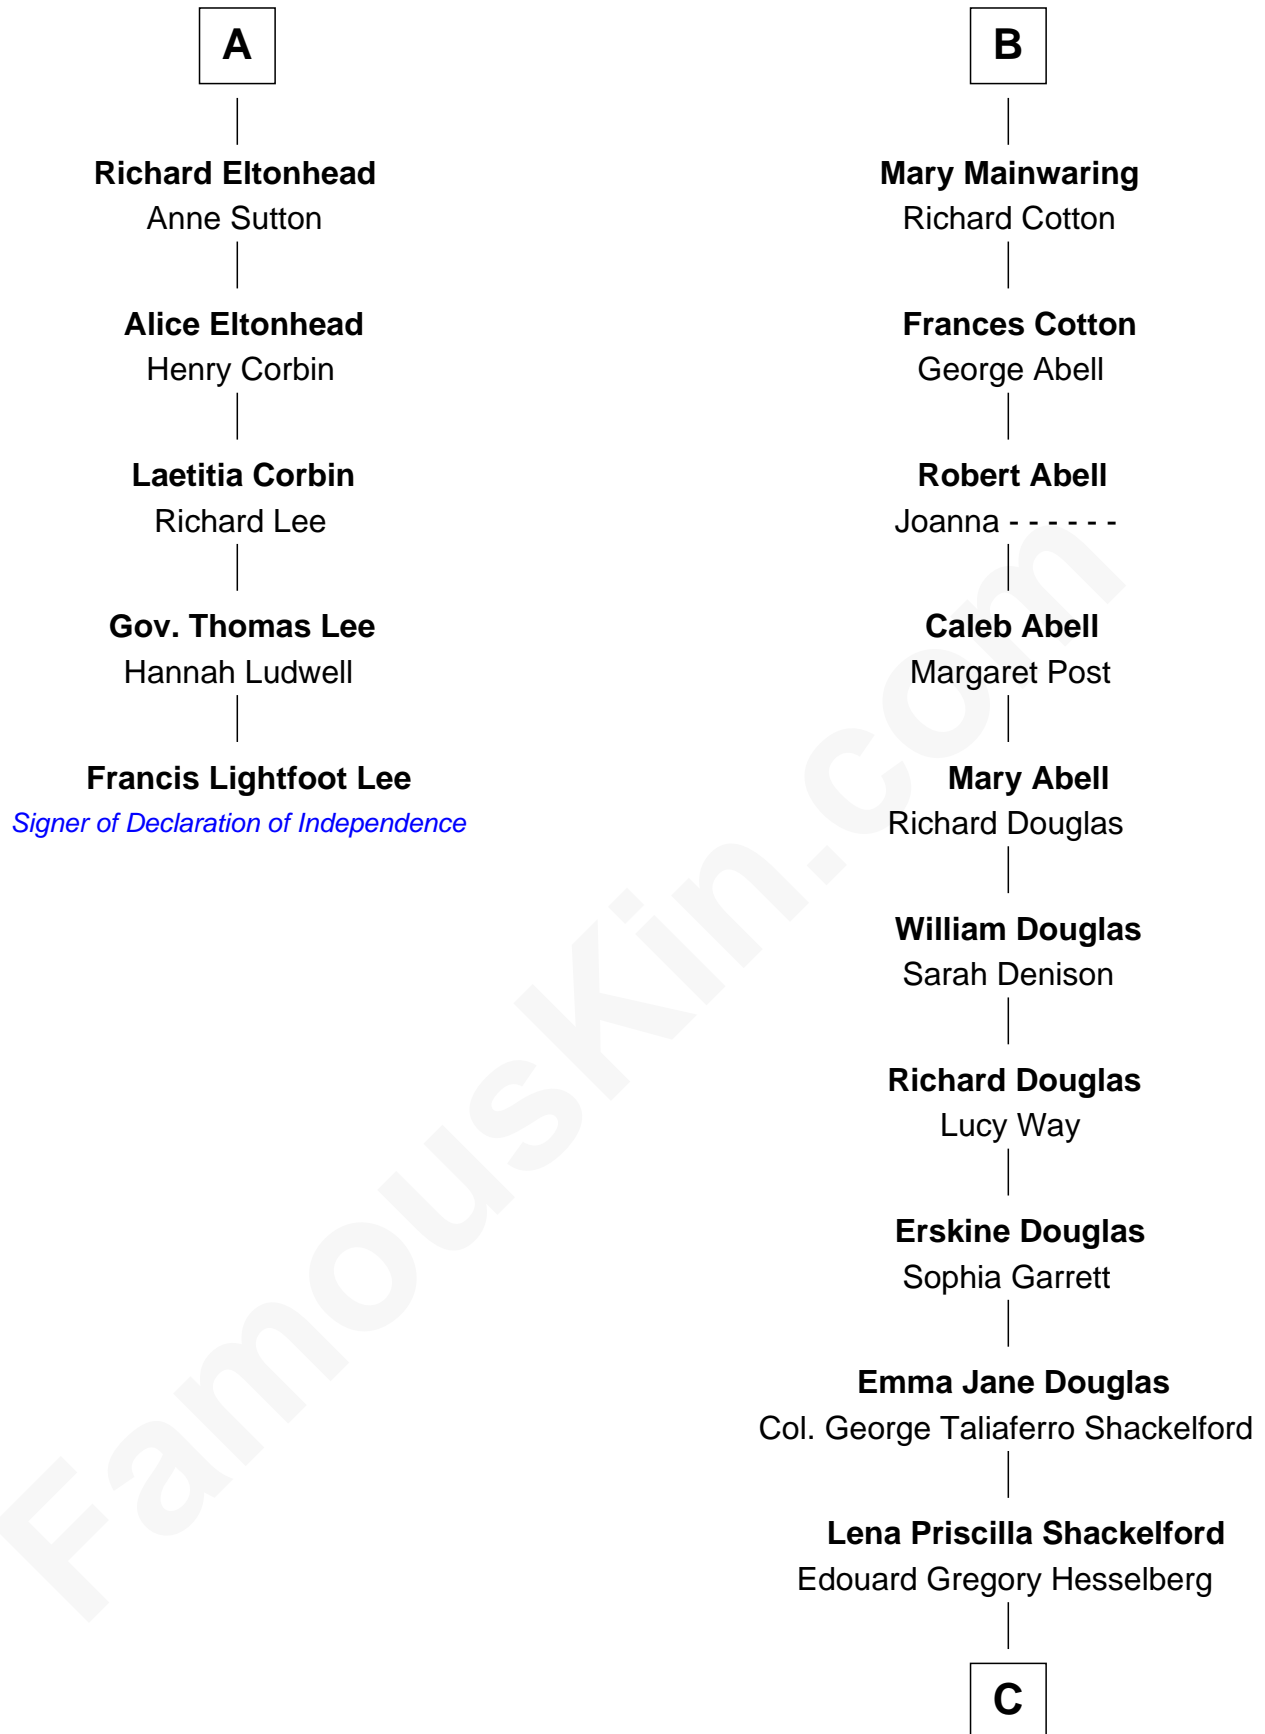 A
Richard Eltonhead
Anne Sutton
Alice Eltonhead
Henry Corbin
Laetitia Corbin
Richard Lee
Gov. Thomas Lee
Hannah Ludwell
Francis Lightfoot Lee
Signer of Declaration of Independence
B
Mary Mainwaring
Richard Cotton
Frances Cotton
George Abell
Robert Abell
Joanna - - - - - -
Caleb Abell
Margaret Post
Mary Abell
Richard Douglas
William Douglas
Sarah Denison
Richard Douglas
Lucy Way
Erskine Douglas
Sophia Garrett
Emma Jane Douglas
Col. George Taliaferro Shackelford
Lena Priscilla Shackelford
Edouard Gregory Hesselberg
C
FamousKin.com